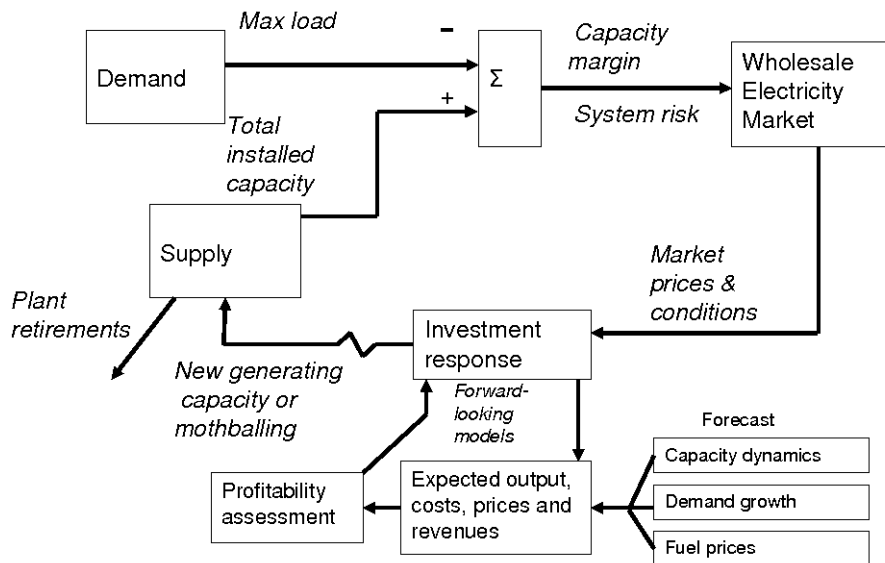 Max load
-
Demand
Σ
+
Capacity
margin
System risk
Wholesale
Electricity
Market
Total
installed
capacity
Supply
Plant
retirements
Market
prices &
conditions
Investment
response
New generating
capacity or
mothballing
Forward-
looking
models
Forecast
Capacity dynamics
Profitability
assessment
Expected output,
costs, prices and
revenues
Demand growth
Fuel prices